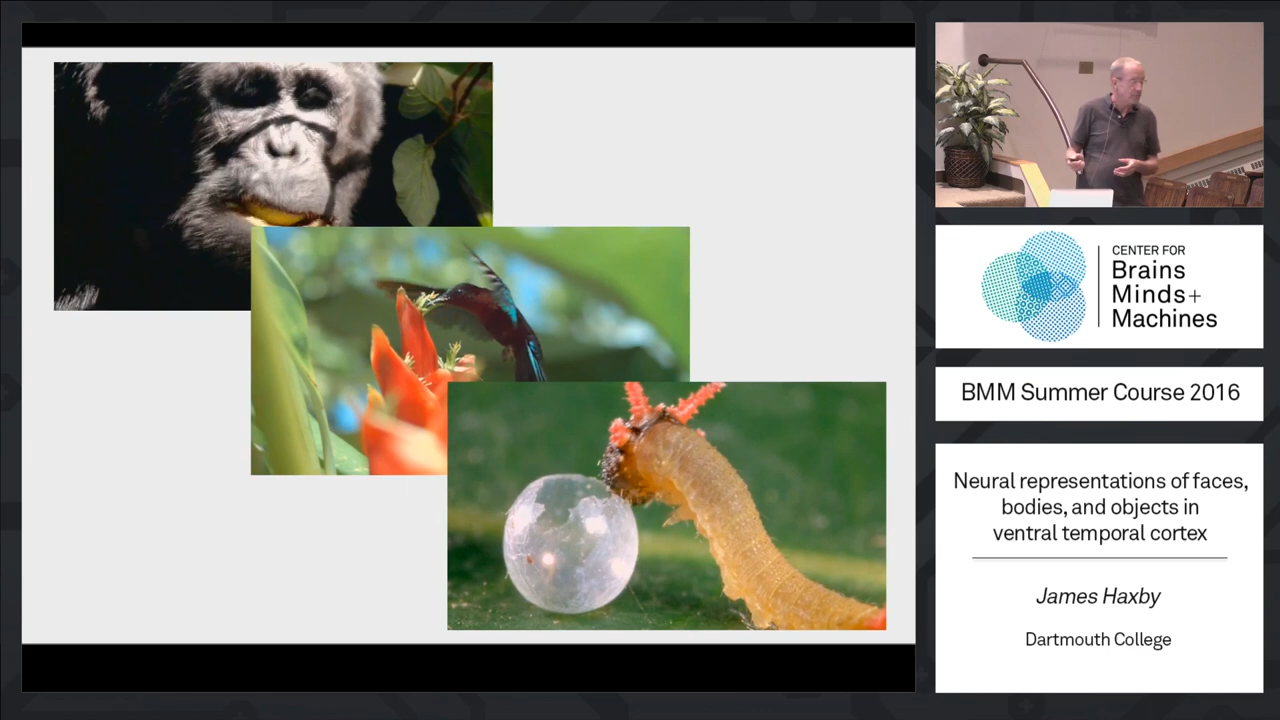 CENTER FOR
Brains
Minds+
Machines
BMM Summer Course 2016
Neural representations of faces,
bodies, and objects in
ventral temporal cortex
James Haxby
Dartmouth College